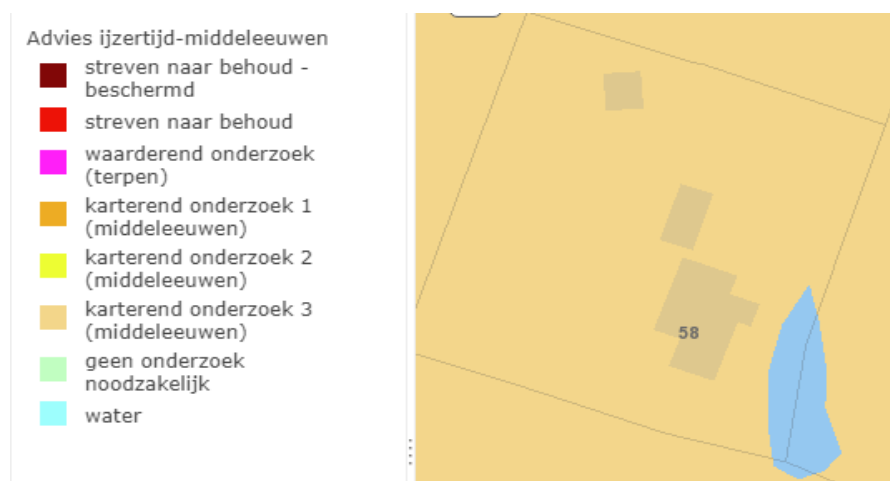 Advies ijzertijd-middeleeuwen
streven naar behoud -
beschermd
streven naar behoud
waarderend onderzoek
(terpen)
karterend onderzoek 1
(middeleeuwen)
karterend onderzoek 2
(middeleeuwen)
karterend onderzoek 3
(middeleeuwen)
geen onderzoek
noodzakelijk
water
58